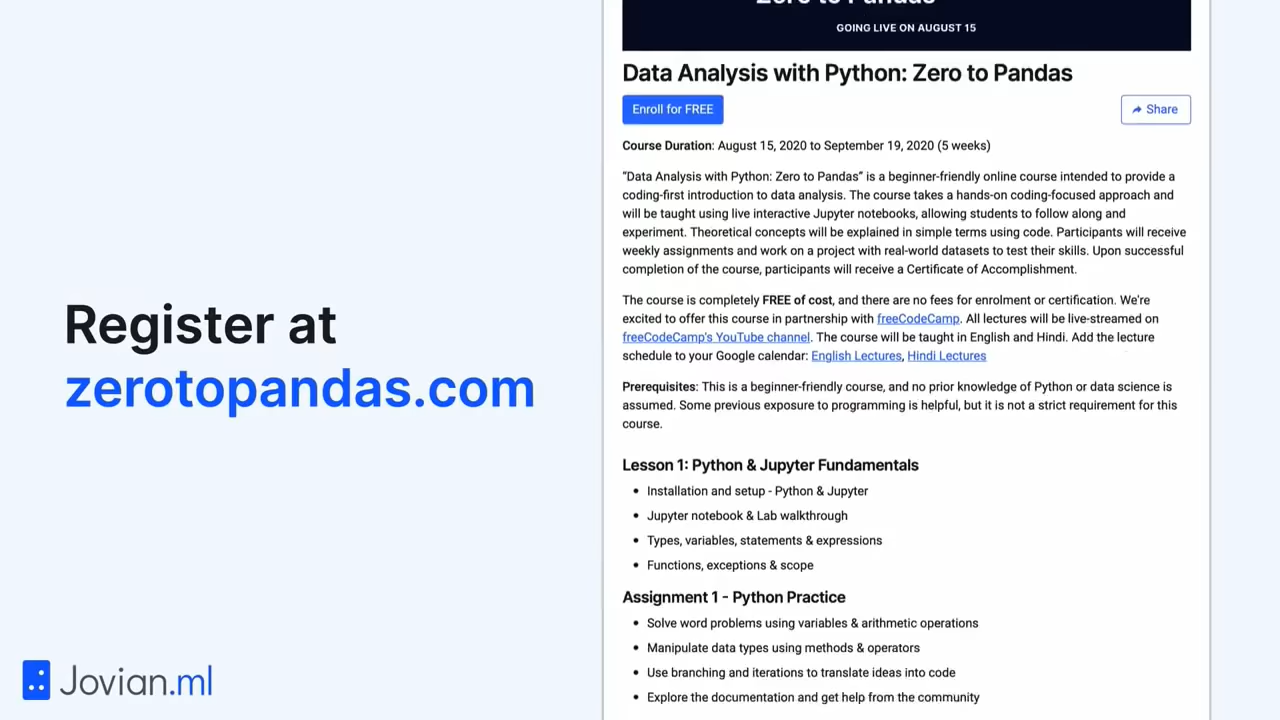 Register at
zerotopandas.com
Jovian.ml
Zero to Pandas
GOING LIVE ON AUGUST 15
Data Analysis with Python: Zero to Pandas
Enroll for FREE
Share
Course Duration: August 15, 2020 to September 19, 2020 (5 weeks)
“Data Analysis with Python: Zero to Pandas” is a beginner-friendly online course intended to provide a
coding-first introduction to data analysis. The course takes a hands-on coding-focused approach and
will be taught using live interactive Jupyter notebooks, allowing students to follow along and
experiment. Theoretical concepts will be explained in simple terms using code. Participants will receive
weekly assignments and work on a project with real-world datasets to test their skills. Upon successful
completion of the course, participants will receive a Certificate of Accomplishment.
The course is completely FREE of cost, and there are no fees for enrolment or certification. We're
excited to offer this course in partnership with freeCodeCamp. All lectures will be live-streamed on
freeCodeCamp's YouTube channel. The course will be taught in English and Hindi. Add the lecture
schedule to your Google calendar: English Lectures, Hindi Lectures
Prerequisites: This is a beginner-friendly course, and no prior knowledge of Python or data science is
assumed. Some previous exposure to programming is helpful, but it is not a strict requirement for this
course.
Lesson 1: Python & Jupyter Fundamentals
• Installation and setup - Python & Jupyter
• Jupyter notebook & Lab walkthrough
• Types, variables, statements & expressions
• Functions, exceptions & scope
Assignment 1 - Python Practice
• Solve word problems using variables & arithmetic operations
• Manipulate data types using methods & operators
• Use branching and iterations to translate ideas into code
• Explore the documentation and get help from the community